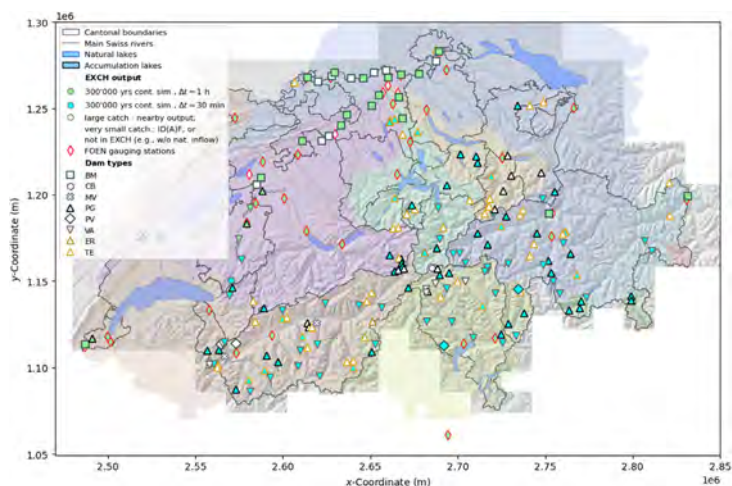 1e6
1.30
1.25
1.20
1.15
1.10
1.05
y-Coordinate (m)
Cantonal boundaries
Main Swiss rivers
Natural lakes
Accumulation lakes
EXCH output
300'000 yrs cont. sim , Δt ~1 h
300'000 yrs cont. sim , Δt ~30 min
large catch.: nearby output;
very small catch.: ID(A)F, or
not in EXCH (e.g., w/o nat. inflow)
FOEN gauging stations
Dam types
BM
CB
MV
PG
PV
VA
ER
TE
2.50
2.55
2.60
2.65
2.70
2.75
2.80
2.85
1e6
x-Coordinate (m)